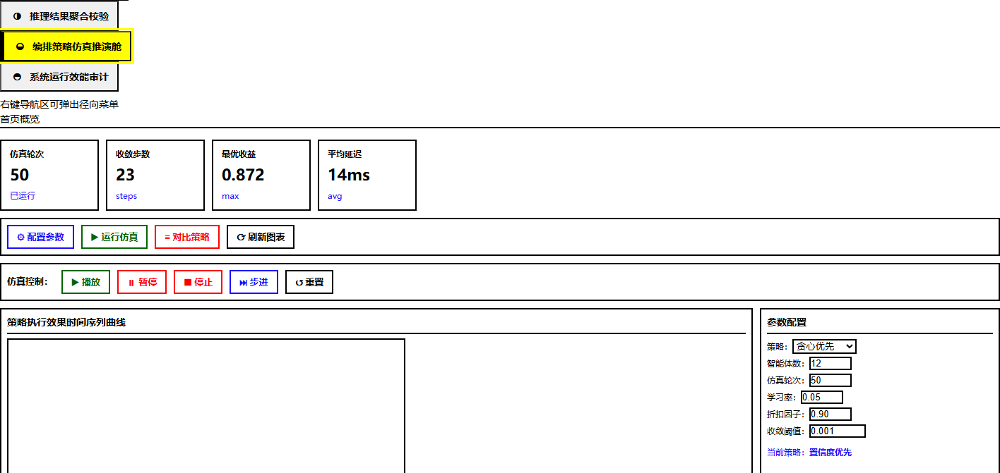 ◑ 推理结果聚合校验
◒ 编排策略仿真推演舱
◓ 系统运行效能审计
右键导航区可弹出径向菜单
首页概览
仿真轮次
50
已运行
收敛步数
23
steps
最优收益
0.872
max
平均延迟
14ms
avg
⚙ 配置参数 ▶ 运行仿真 ≡ 对比策略 ⟳ 刷新图表
仿真控制： ▶ 播放 ⏸ 暂停 ■ 停止 ⏭ 步进 ↺ 重置
策略执行效果时间序列曲线
参数配置
策略： 贪心优先
智能体数： 12
仿真轮次： 50
学习率： 0.05
折扣因子： 0.90
收敛阈值： 0.001
当前策略： 置信度优先